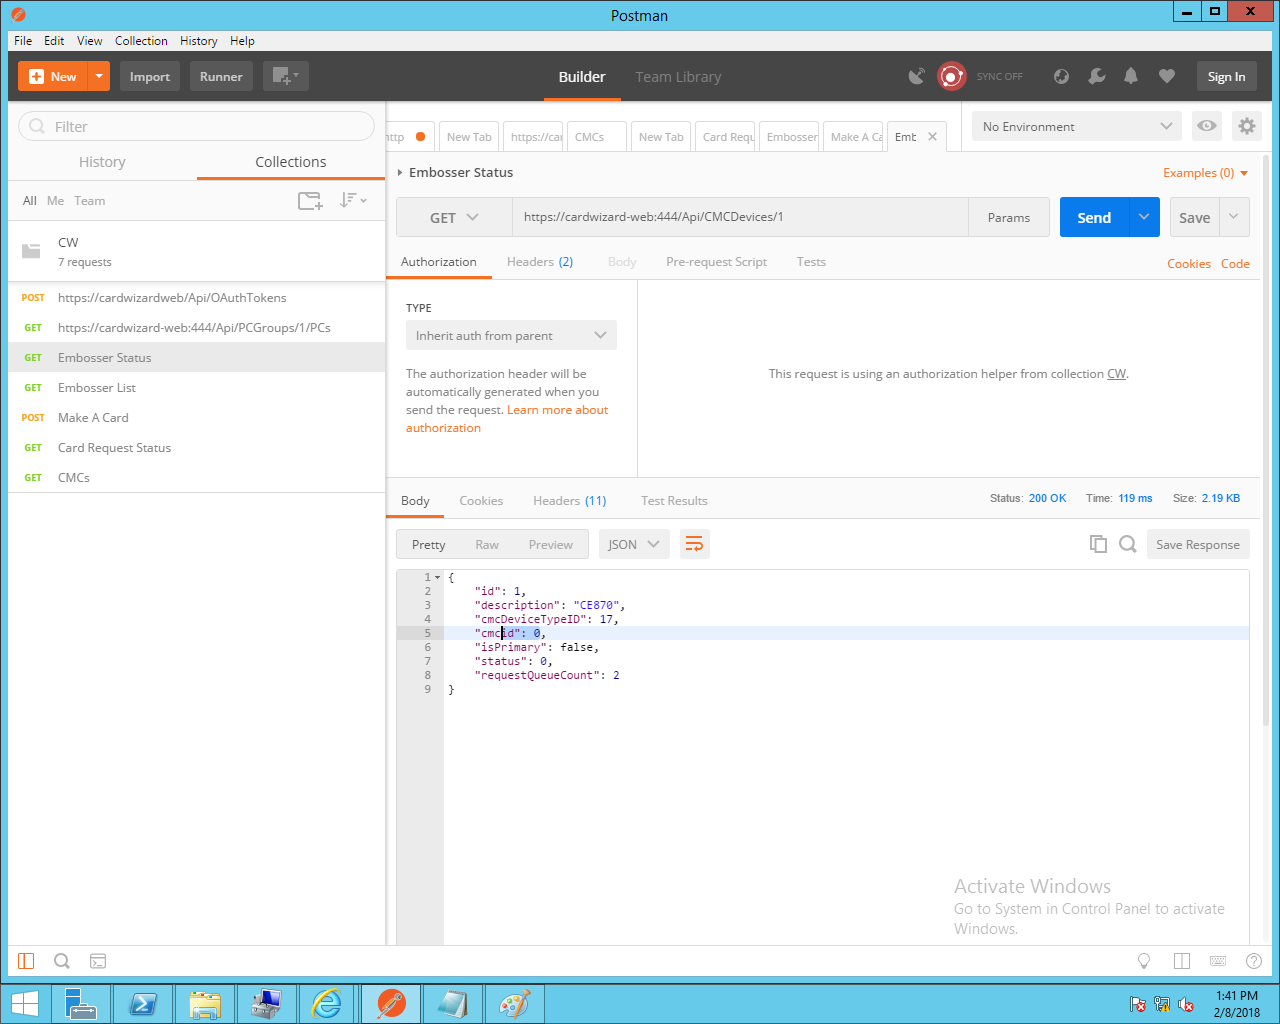 Postman
File Edit View Collection History Help
New Import Runner Builder Team Library SYNC OFF Sign In
Filter
History Collections
All Me Team
CW
7 requests
POST https://cardwizardweb/Api/OAuthTokens
GET https://cardwizard-web:444/Api/PCGroups/1/PCs
GET Embosser Status
GET Embosser List
POST Make A Card
GET Card Request Status
GET CMCs
http New Tab https://car CMCs New Tab Card Requ Embosser Make A Ca Emb
No Environment
Embosser Status
Examples (0)
GET https://cardwizard-web:444/Api/CMCDevices/1 Params Send Save
Authorization Headers (2) Body Pre-request Script Tests Cookies Code
TYPE
Inherit auth from parent
The authorization header will be
automatically generated when you
send the request. Learn more about
authorization
This request is using an authorization helper from collection CW.
Body Cookies Headers (11) Test Results Status: 200 OK Time: 119 ms Size: 2.19 KB
Pretty Raw Preview JSON Save Response
1 {
2 "id": 1,
3 "description": "CE870",
4 "cmcDeviceTypeID": 17,
5 "cmcid": 0,
6 "isPrimary": false,
7 "status": 0,
8 "requestQueueCount": 2
9 }
Activate Windows
Go to System in Control Panel to activate
Windows.
1:41 PM
2/8/2018